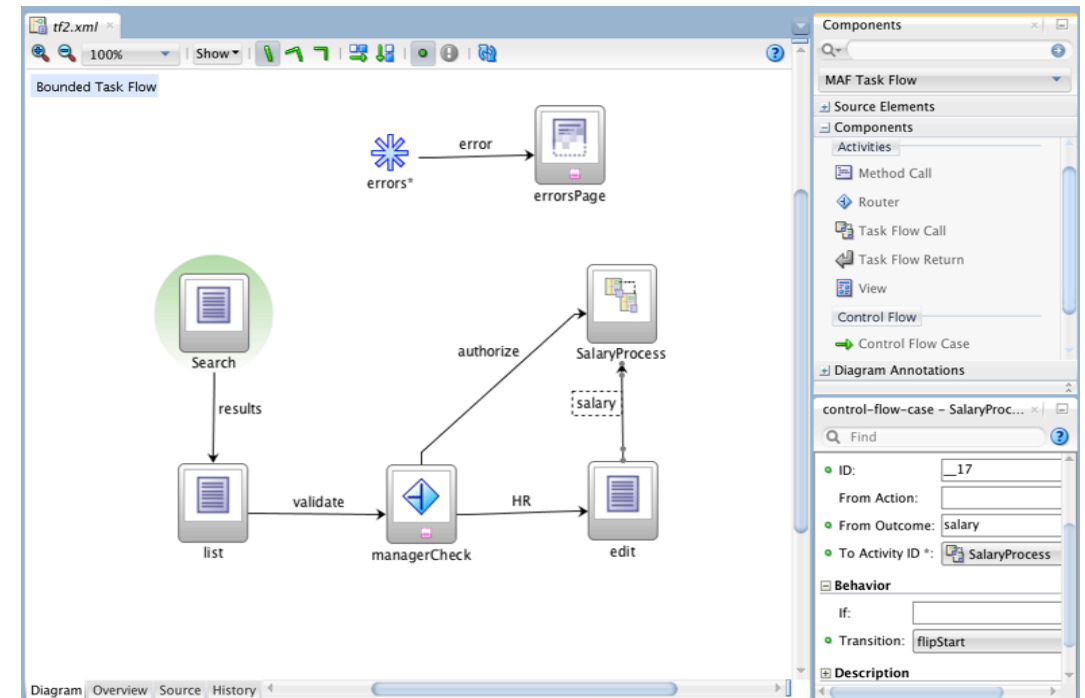 tf2.xml
100%
Show
Bounded Task Flow
error
errors*
errorsPage
Search
results
authorize
SalaryProcess
salary
validate
HR
list
managerCheck
edit
Diagram Overview Source History
Components
MAF Task Flow
Source Elements
Components
Activities
Method Call
Router
Task Flow Call
Task Flow Return
View
Control Flow
Control Flow Case
Diagram Annotations
control-flow-case - SalaryProc...
Find
ID: __17
From Action:
From Outcome: salary
To Activity ID *: SalaryProcess
Behavior
If:
Transition: flipStart
Description